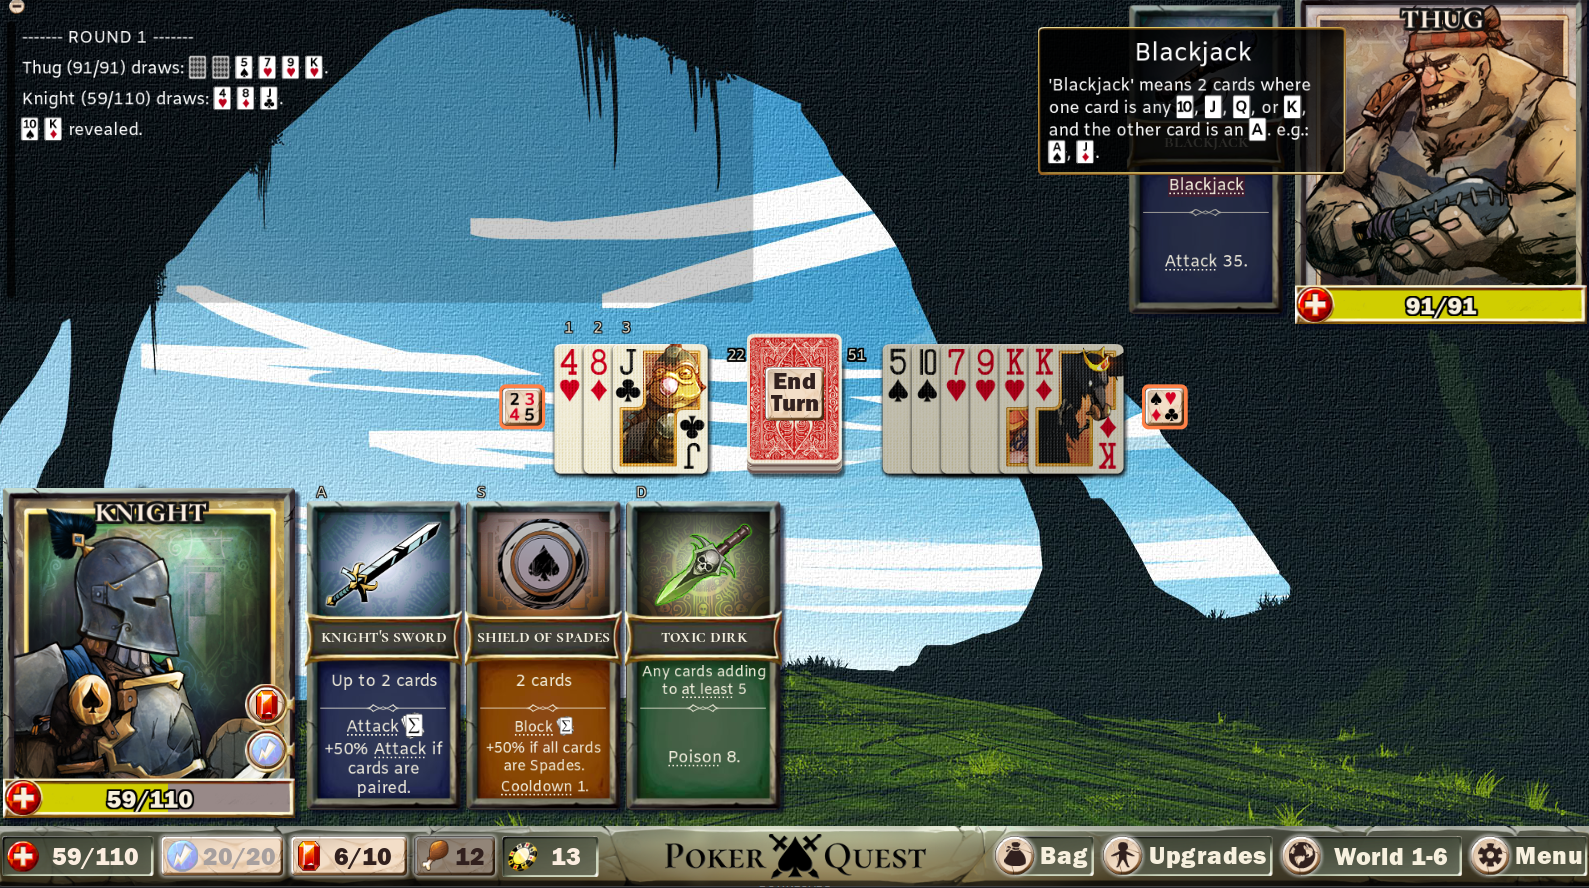 ------- ROUND 1 -------
Thug (91/91) draws: 5 7 9 K.
Knight (59/110) draws: 4 8 J.
10 K revealed.
Blackjack
'Blackjack' means 2 cards where
one card is any 10, J, Q, or K,
and the other card is an A. e.g.:
A, J.
BLACKJACK
Blackjack
Attack 35.
THUG
91/91
1 2 3
4 8 J
J
22
End
Turn
51
5 10 7 9 K K
K
2 3
4 5
KNIGHT
59/110
A
KNIGHT'S SWORD
Up to 2 cards
Attack Σ
+50% Attack if
cards are
paired.
S
SHIELD OF SPADES
2 cards
Block Σ
+50% if all cards
are Spades.
Cooldown 1.
D
TOXIC DIRK
Any cards adding
to at least 5
Poison 8.
59/110
20/20
6/10
12
13
POKER QUEST
Bag
Upgrades
World 1-6
Menu